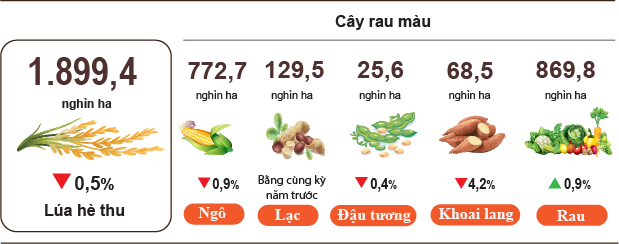 Cây rau màu
1.899,4
nghìn ha
0,5%
Lúa hè thu
772,7
nghìn ha
0,9%
Ngô
129,5
nghìn ha
Bằng cùng kỳ
năm trước
Lạc
25,6
nghìn ha
0,4%
Đậu tương
68,5
nghìn ha
4,2%
Khoai lang
869,8
nghìn ha
0,9%
Rau